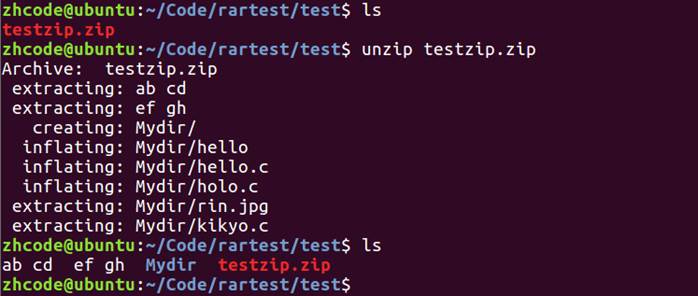 zhcode@ubuntu:~/Code/rartest/test$ ls
testzip.zip
zhcode@ubuntu:~/Code/rartest/test$ unzip testzip.zip
Archive:  testzip.zip
 extracting: ab cd
 extracting: ef gh
   creating: Mydir/
  inflating: Mydir/hello
  inflating: Mydir/hello.c
  inflating: Mydir/holo.c
 extracting: Mydir/rin.jpg
 extracting: Mydir/kikyo.c
zhcode@ubuntu:~/Code/rartest/test$ ls
ab cd  ef gh  Mydir  testzip.zip
zhcode@ubuntu:~/Code/rartest/test$